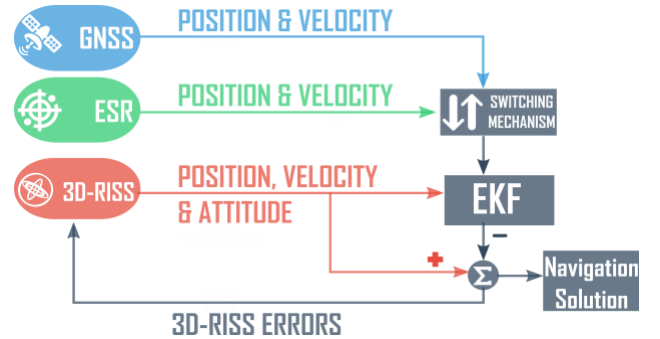 GNSS
POSITION & VELOCITY
ESR
POSITION & VELOCITY
SWITCHING
MECHANISM
3D-RISS
POSITION, VELOCITY
& ATTITUDE
EKF
−
+
Σ
Navigation
Solution
3D-RISS ERRORS